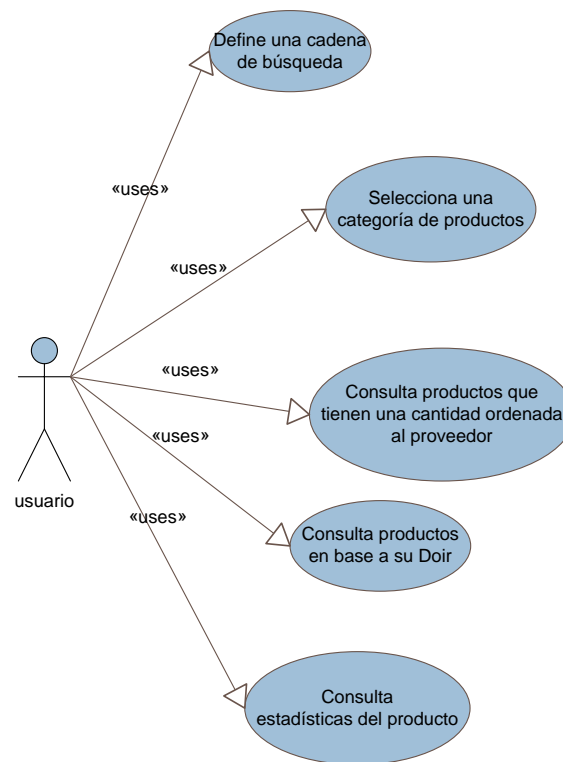 Define una cadena
de búsqueda
«uses»
Selecciona una
categoría de productos
«uses»
Consulta productos que
tienen una cantidad ordenada
al proveedor
«uses»
«uses»
usuario
«uses»
Consulta productos
en base a su Doir
Consulta
estadísticas del producto